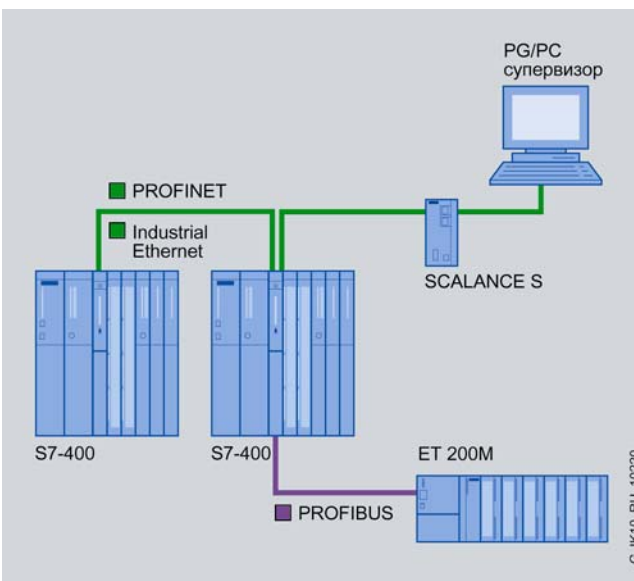 PG/PC
супервизор
PROFINET
Industrial
Ethernet
SCALANCE S
S7-400
S7-400
ET 200M
PROFIBUS